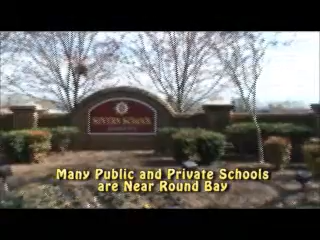 SEVERN SCHOOL
Many Public and Private Schools
are Near Round Bay